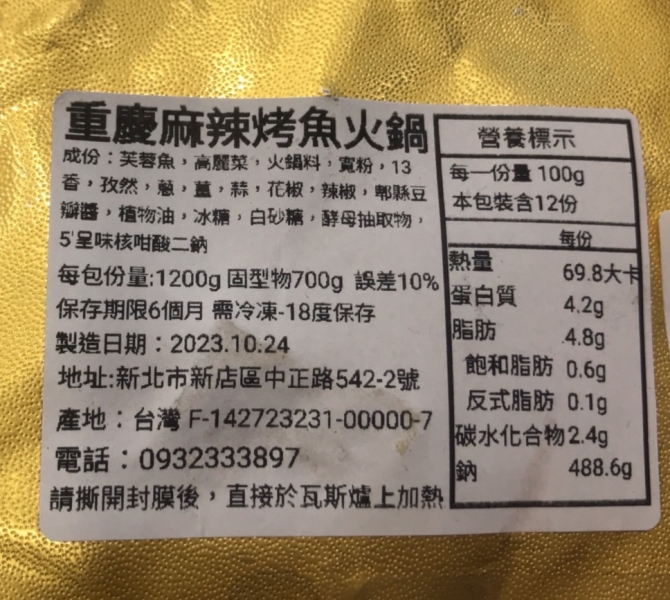 重慶麻辣烤魚火鍋
成份：芙蓉魚，高麗菜，火鍋料，寬粉，13
香，孜然，蔥，薑，蒜，花椒，辣椒，郫縣豆
瓣醬，植物油，冰糖，白砂糖，酵母抽取物，
5'呈味核咁酸二鈉
每包份量:1200g 固型物700g 誤差10%
保存期限6個月 需冷凍-18度保存
製造日期：2023.10.24
地址:新北市新店區中正路542-2號
產地：台灣 F-142723231-00000-7
電話：0932333897
請撕開封膜後，直接於瓦斯爐上加熱
營養標示
每一份量 100g
本包裝含12份
每份
熱量 69.8大卡
蛋白質 4.2g
脂肪 4.8g
飽和脂肪 0.6g
反式脂肪 0.1g
碳水化合物 2.4g
鈉 488.6g